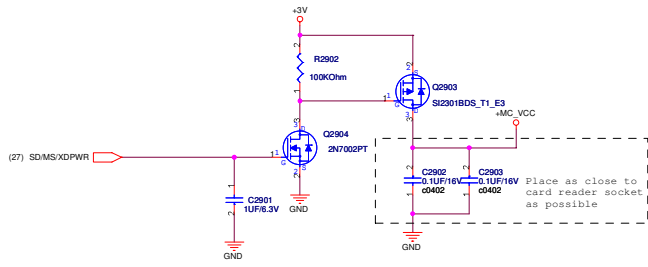 +3V
2
R2902
100KOhm
1
2
S
Q2903
1
G
D
SI2301BDS_T1_E3
3
+MC_VCC
3
D
Q2904
2N7002PT
1
G
S
2
GND
(27) SD/MS/XDPWR
1
C2901
1UF/6.3V
2
GND
2
C2902
0.1UF/16V
c0402
1
2
C2903
0.1UF/16V
c0402
1
Place as close to
card reader socket
as possible
GND